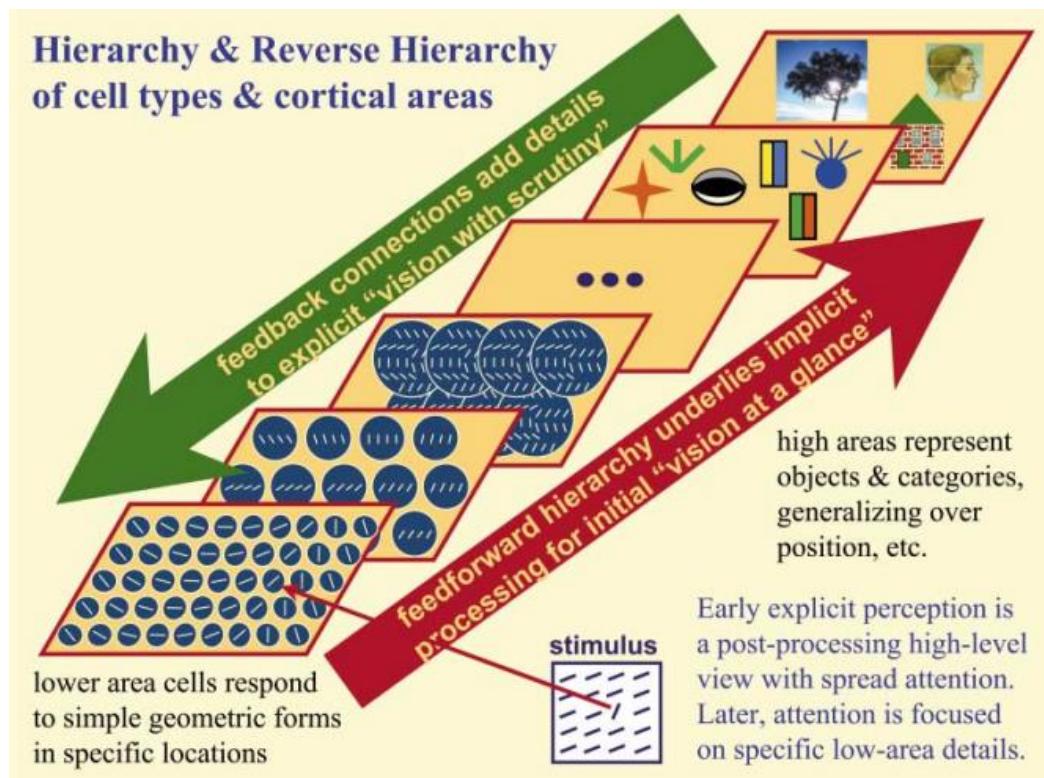 Hierarchy & Reverse Hierarchy
of cell types & cortical areas
feedback connections add details
to explicit “vision with scrutiny”
feedforward hierarchy underlies implicit
processing for initial “vision at a glance”
high areas represent
objects & categories,
generalizing over
position, etc.
stimulus
lower area cells respond
to simple geometric forms
in specific locations
Early explicit perception is
a post-processing high-level
view with spread attention.
Later, attention is focused
on specific low-area details.